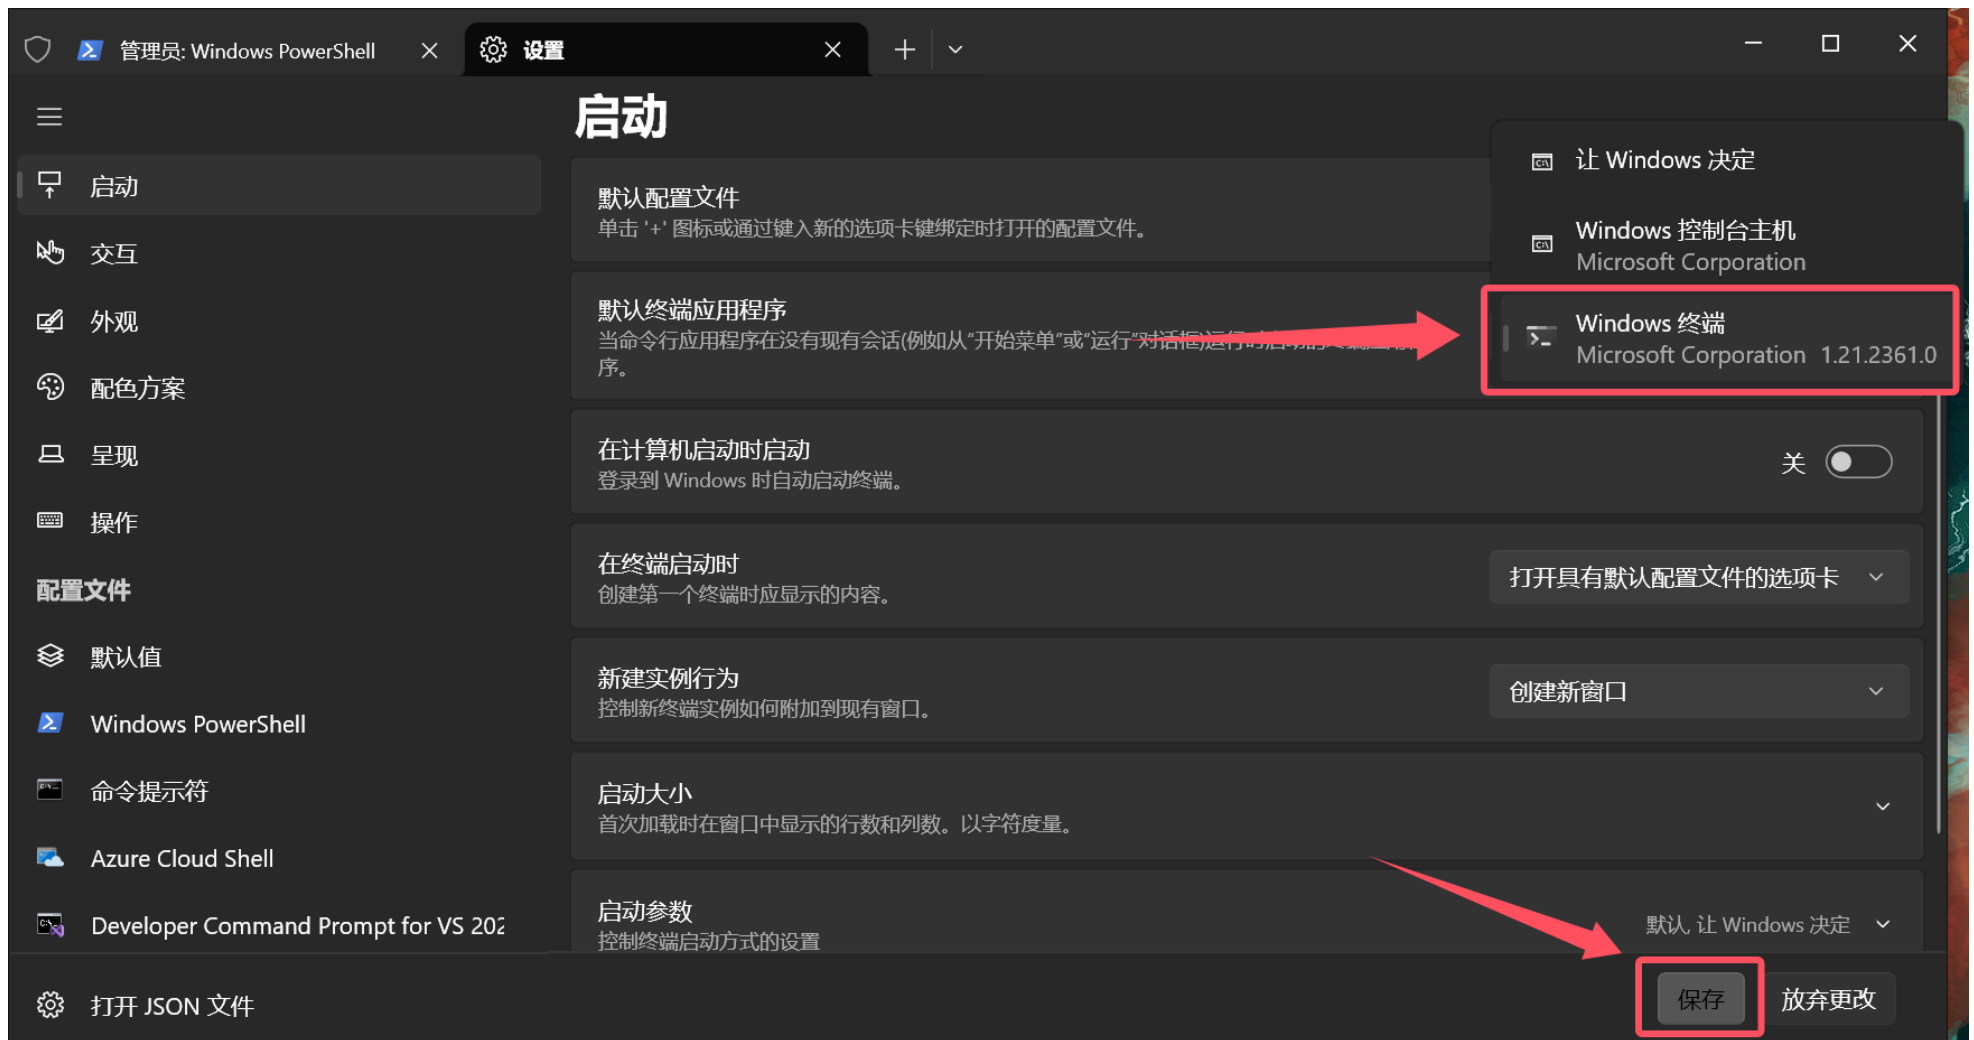 管理员: Windows PowerShell
设置
启动
交互
外观
配色方案
呈现
操作
配置文件
默认值
Windows PowerShell
命令提示符
Azure Cloud Shell
Developer Command Prompt for VS 202
打开 JSON 文件
启动
默认配置文件
单击 '+' 图标或通过键入新的选项卡键绑定时打开的配置文件。
默认终端应用程序
当命令行应用程序在没有现有会话(例如从“开始菜单”或“运行”对话框)运行时启动的终端应用
序。
让 Windows 决定
Windows 控制台主机
Microsoft Corporation
Windows 终端
Microsoft Corporation 1.21.2361.0
在计算机启动时启动
登录到 Windows 时自动启动终端。
关
在终端启动时
创建第一个终端时应显示的内容。
打开具有默认配置文件的选项卡
新建实例行为
控制新终端实例如何附加到现有窗口。
创建新窗口
启动大小
首次加载时在窗口中显示的行数和列数。以字符度量。
启动参数
控制终端启动方式的设置
默认, 让 Windows 决定
保存
放弃更改